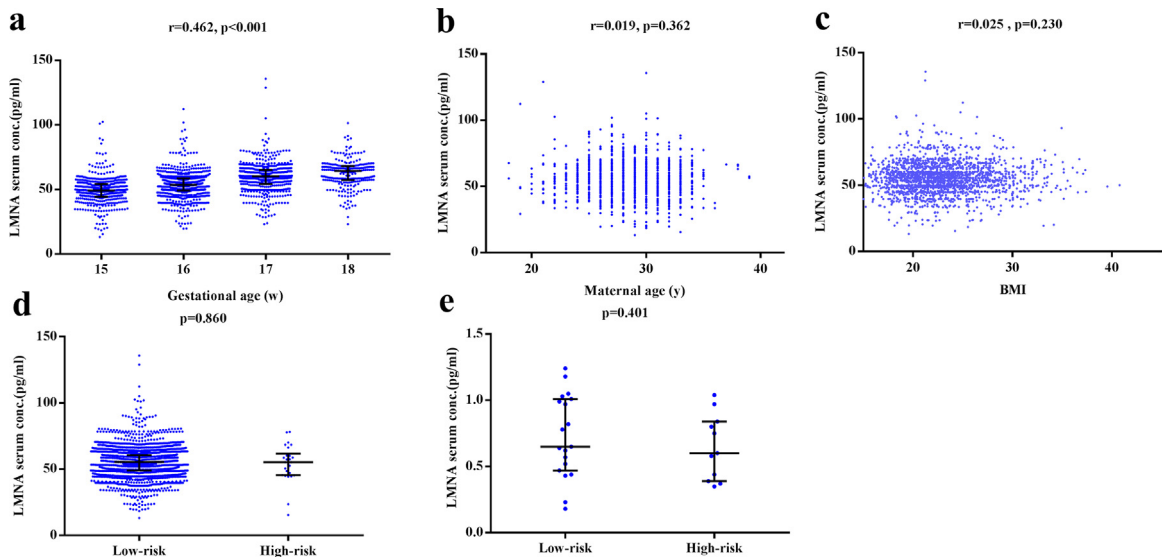 a
r=0.462, p<0.001
LMNA serum conc.(pg/ml)
150
100
50
0
15 16 17 18
Gestational age (w)
b
r=0.019, p=0.362
LMNA serum conc.(pg/ml)
150
100
50
0
20 30 40
Maternal age (y)
c
r=0.025 , p=0.230
LMNA serum conc.(pg/ml)
150
100
50
0
20 30 40
BMI
d
p=0.860
LMNA serum conc.(pg/ml)
150
100
50
0
Low-risk High-risk
e
p=0.401
LMNA serum conc.(pg/ml)
1.5
1.0
0.5
0.0
Low-risk High-risk